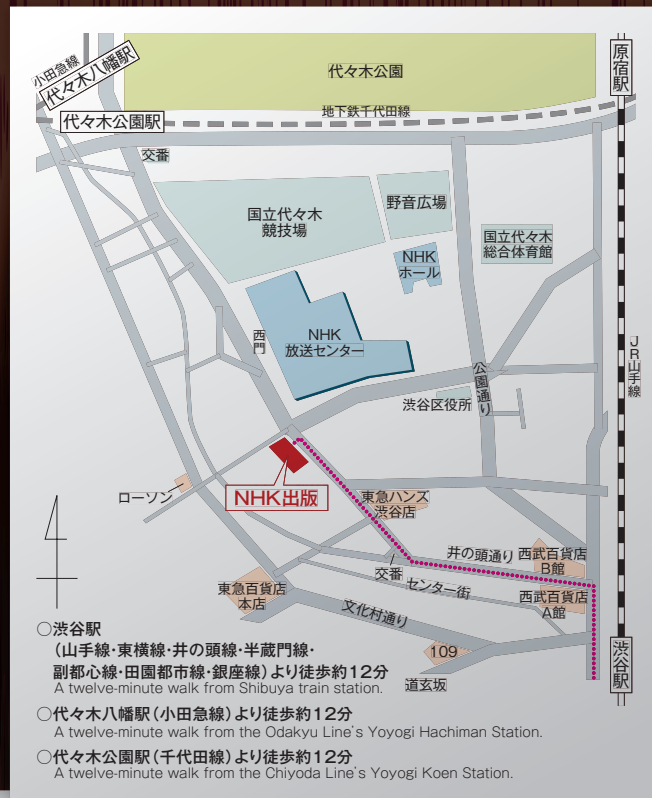 小田急線
代々木八幡駅
代々木公園
原宿駅
代々木公園駅
地下鉄千代田線
交番
国立代々木
競技場
野音広場
国立代々木
総合体育館
NHK
ホール
西門
NHK
放送センター
JR山手線
公園通り
渋谷区役所
ローソン
NHK出版
東急ハンズ
渋谷店
井の頭通り
西武百貨店
B館
交番
センター街
東急百貨店
本店
西武百貨店
A館
文化村通り
109
道玄坂
渋谷駅
○渋谷駅
(山手線・東横線・井の頭線・半蔵門線・
副都心線・田園都市線・銀座線)より徒歩約12分
A twelve-minute walk from Shibuya train station.
○代々木八幡駅(小田急線)より徒歩約12分
A twelve-minute walk from the Odakyu Line's Yoyogi Hachiman Station.
○代々木公園駅(千代田線)より徒歩約12分
A twelve-minute walk from the Chiyoda Line's Yoyogi Koen Station.